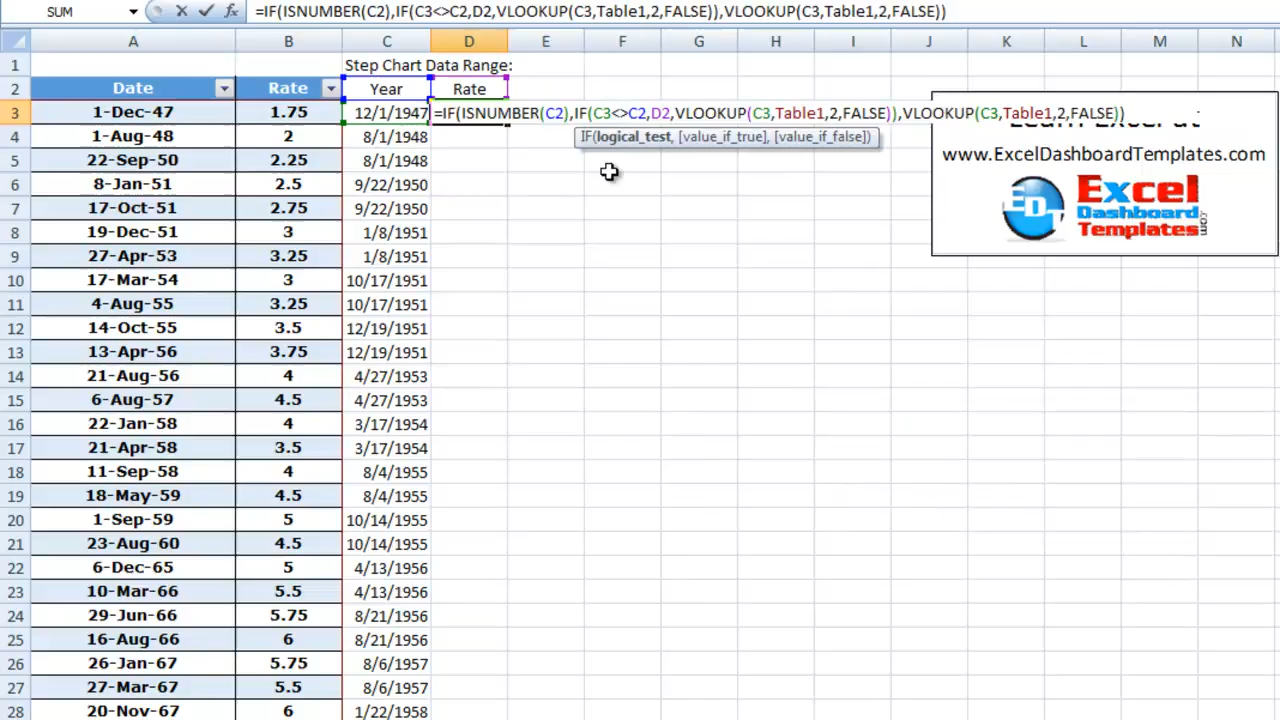 SUM =IF(ISNUMBER(C2),IF(C3<>C2,D2,VLOOKUP(C3,Table1,2,FALSE)),VLOOKUP(C3,Table1,2,FALSE))
A B C D E F G H I J K L M N
1 Step Chart Data Range:
2 Date Rate Year Rate
3 1-Dec-47 1.75 12/1/1947 =IF(ISNUMBER(C2),IF(C3<>C2,D2,VLOOKUP(C3,Table1,2,FALSE)),VLOOKUP(C3,Table1,2,FALSE))
Learn Excel at
4 1-Aug-48 2 8/1/1948 IF(logical_test, [value_if_true], [value_if_false])
5 22-Sep-50 2.25 8/1/1948 www.ExcelDashboardTemplates.com
6 8-Jan-51 2.5 9/22/1950
EDT Excel
Dashboard
Templates.com
7 17-Oct-51 2.75 9/22/1950
8 19-Dec-51 3 1/8/1951
9 27-Apr-53 3.25 1/8/1951
10 17-Mar-54 3 10/17/1951
11 4-Aug-55 3.25 10/17/1951
12 14-Oct-55 3.5 12/19/1951
13 13-Apr-56 3.75 12/19/1951
14 21-Aug-56 4 4/27/1953
15 6-Aug-57 4.5 4/27/1953
16 22-Jan-58 4 3/17/1954
17 21-Apr-58 3.5 3/17/1954
18 11-Sep-58 4 8/4/1955
19 18-May-59 4.5 8/4/1955
20 1-Sep-59 5 10/14/1955
21 23-Aug-60 4.5 10/14/1955
22 6-Dec-65 5 4/13/1956
23 10-Mar-66 5.5 4/13/1956
24 29-Jun-66 5.75 8/21/1956
25 16-Aug-66 6 8/21/1956
26 26-Jan-67 5.75 8/6/1957
27 27-Mar-67 5.5 8/6/1957
28 20-Nov-67 6 1/22/1958